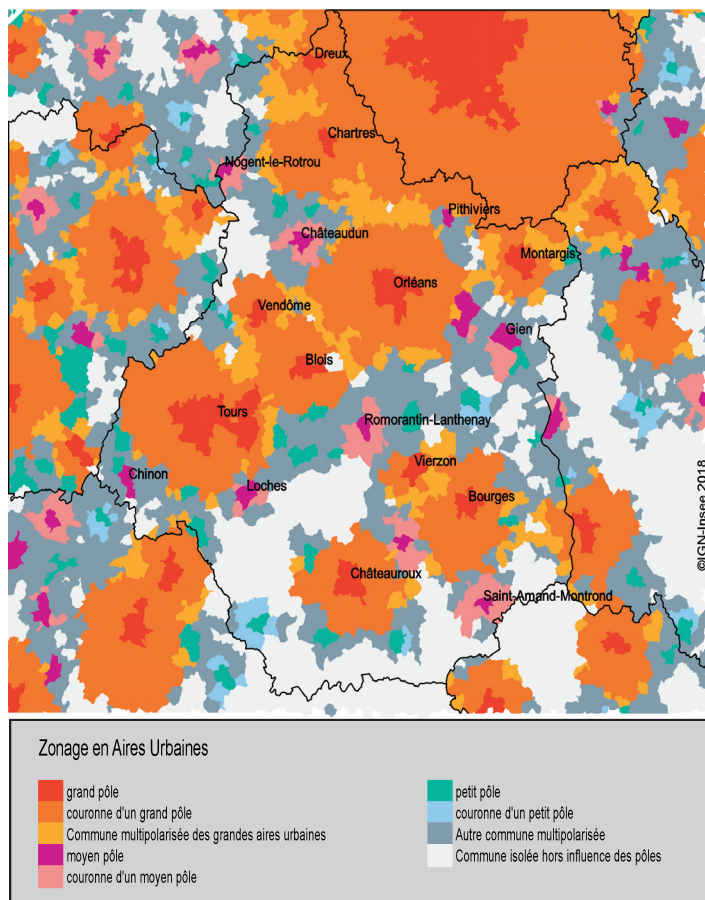 Dreux
Chartres
Nogent-le-Rotrou
Pithiviers
Châteaudun
Montargis
Orléans
Vendôme
Gien
Blois
Tours
Romorantin-Lanthenay
Vierzon
Chinon
Loches
Bourges
©IGN-Insee 2018
Châteauroux
Saint-Amand-Montrond
Zonage en Aires Urbaines
grand pôle
couronne d'un grand pôle
Commune multipolarisée des grandes aires urbaines
moyen pôle
couronne d'un moyen pôle
petit pôle
couronne d'un petit pôle
Autre commune multipolarisée
Commune isolée hors influence des pôles